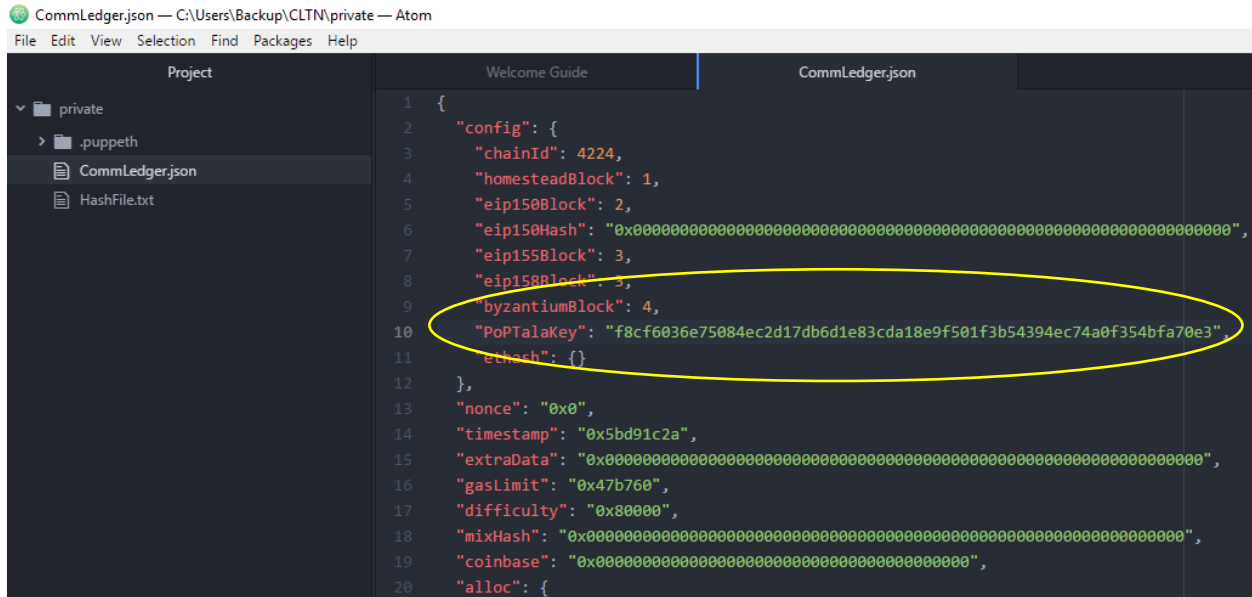 CommLedger.json — C:\Users\Backup\CLTN\private — Atom
File Edit View Selection Find Packages Help
Project
Welcome Guide
CommLedger.json
private
.puppeth
CommLedger.json
HashFile.txt
1 {
2 "config": {
3 "chainId": 4224,
4 "homesteadBlock": 1,
5 "eip150Block": 2,
6 "eip150Hash": "0x0000000000000000000000000000000000000000000000000000000000000000",
7 "eip155Block": 3,
8 "eip158Block": 3,
9 "byzantiumBlock": 4,
10 "PoPTalaKey": "f8cf6036e75084ec2d17db6d1e83cda18e9f501f3b54394ec74a0f354bfa70e3",
11 "ethash": {}
12 },
13 "nonce": "0x0",
14 "timestamp": "0x5bd91c2a",
15 "extraData": "0x0000000000000000000000000000000000000000000000000000000000000000",
16 "gasLimit": "0x47b760",
17 "difficulty": "0x80000",
18 "mixHash": "0x0000000000000000000000000000000000000000000000000000000000000000",
19 "coinbase": "0x0000000000000000000000000000000000000000",
20 "alloc": {